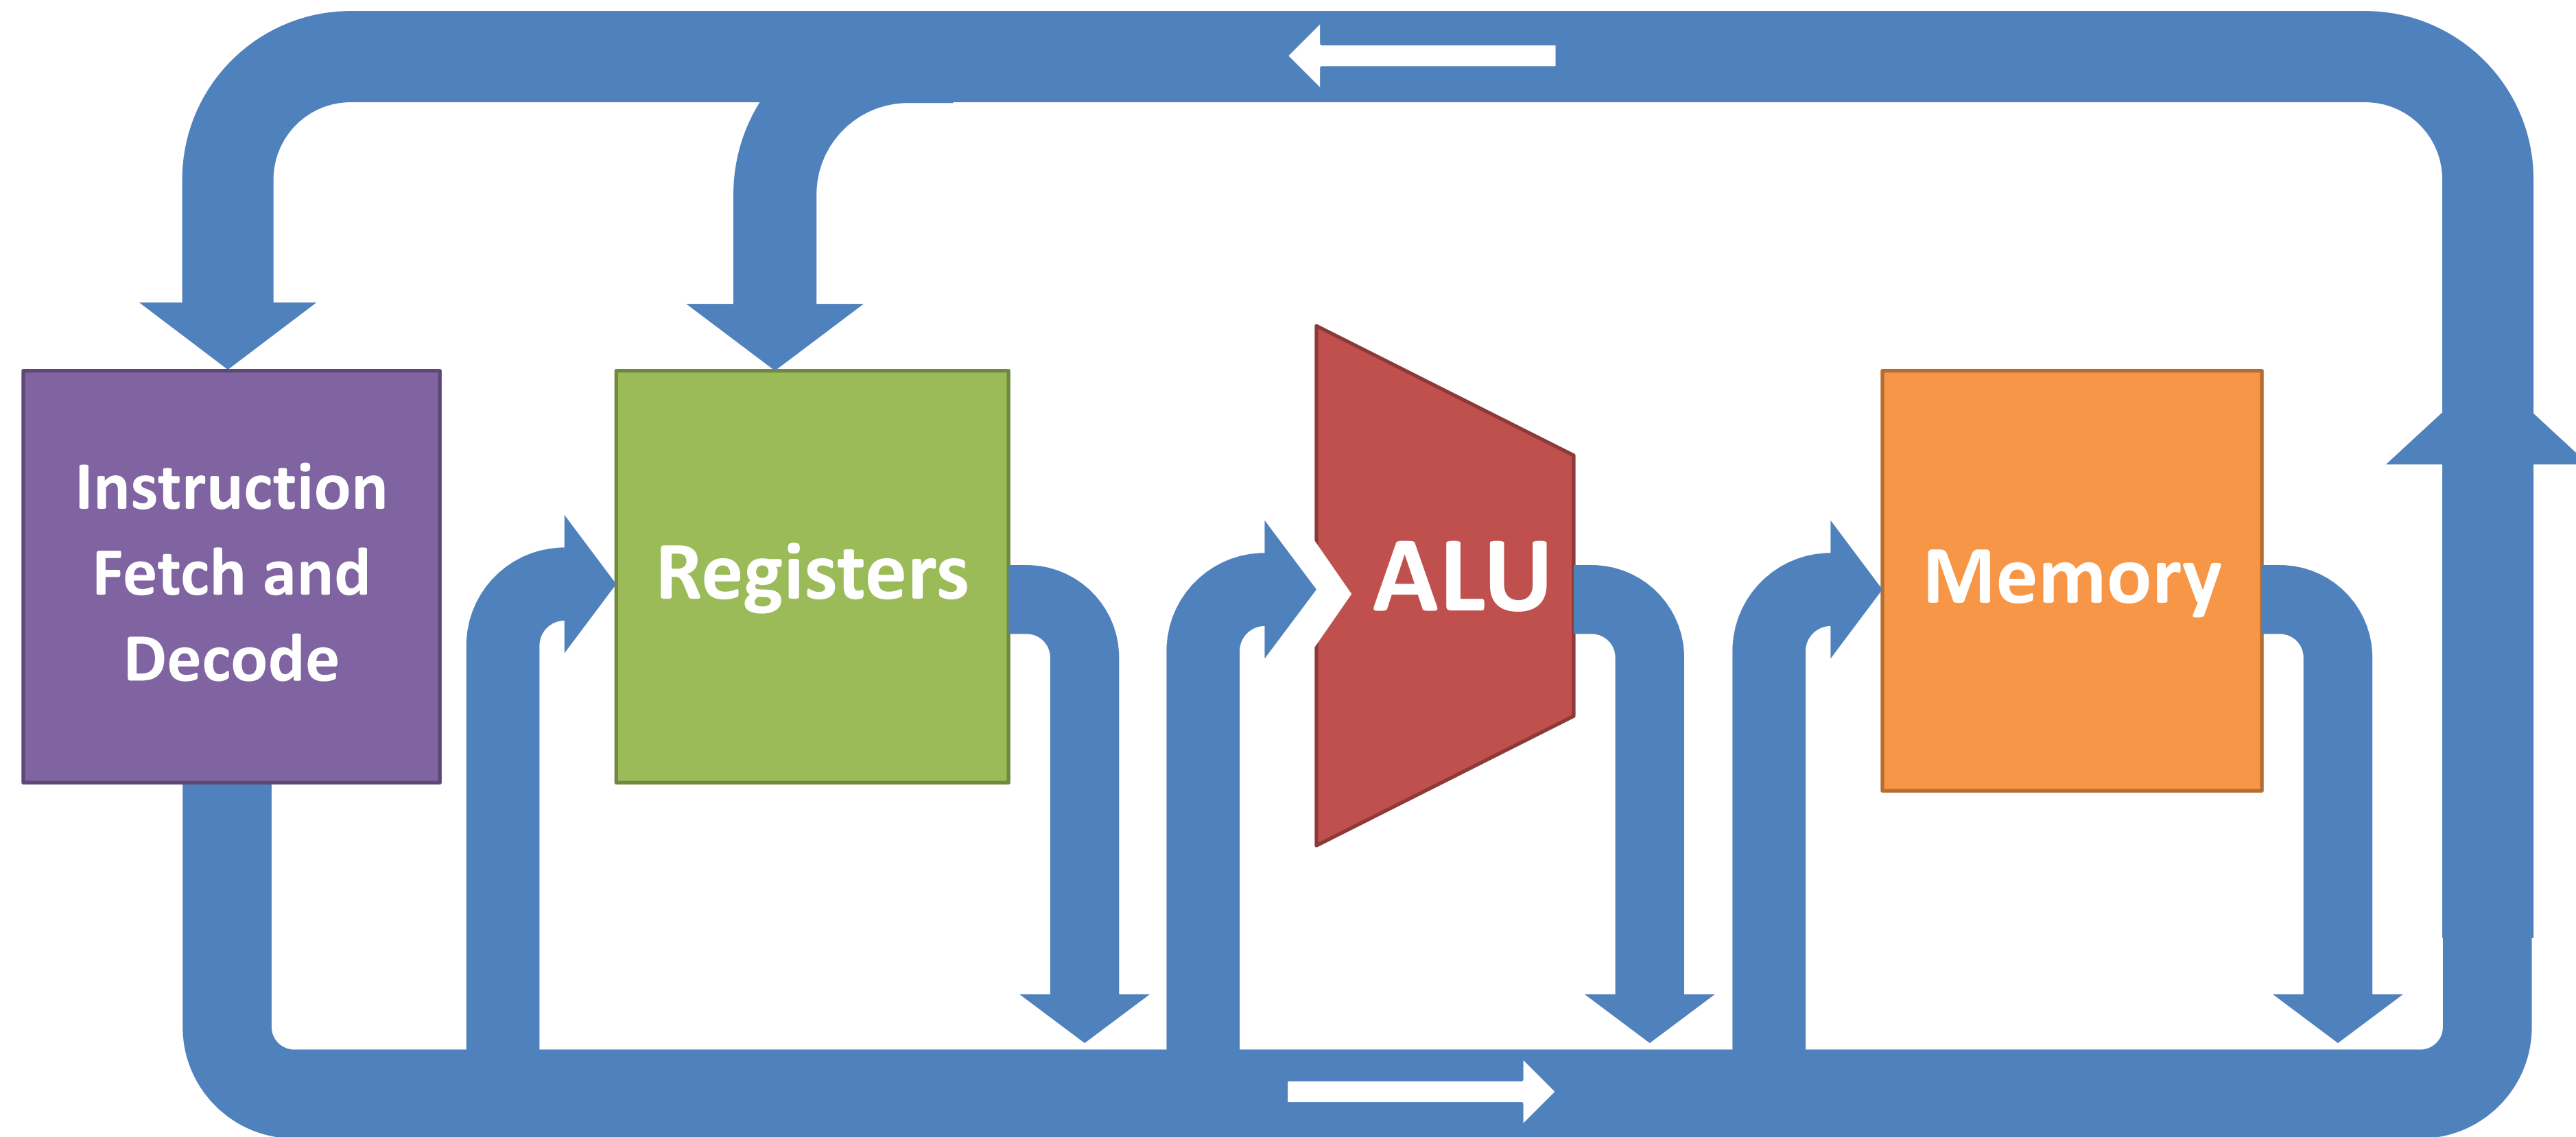 Instruction
Fetch and
Decode
Registers
ALU
Memory